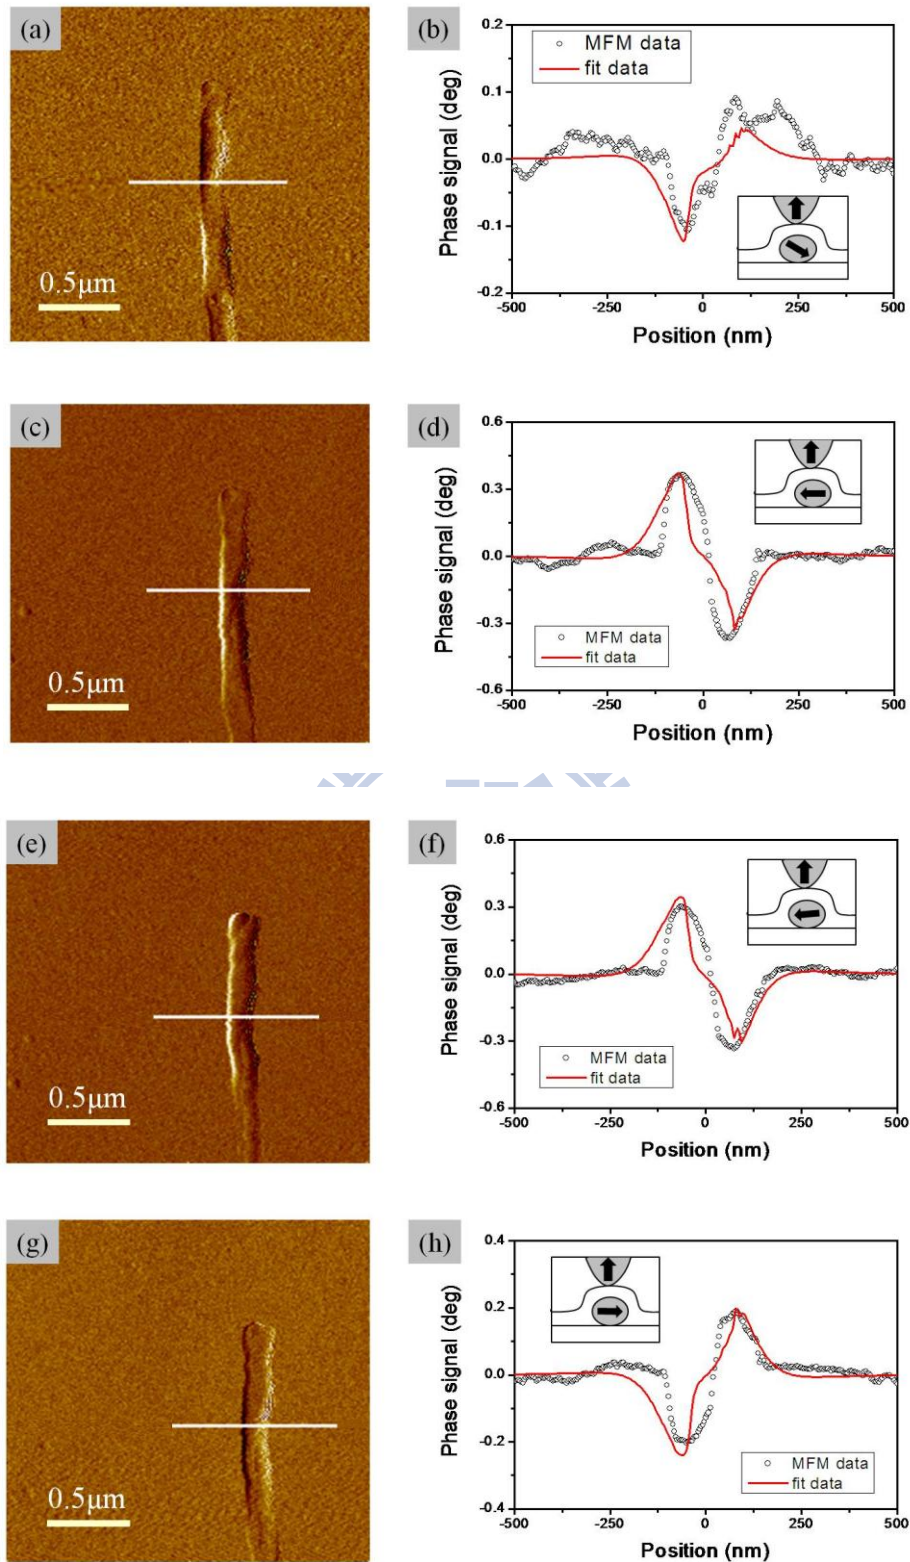 (a)
0.5μm
(b)
Phase signal (deg)
0.2
0.1
0.0
-0.1
-0.2
MFM data
fit data
-500 -250 0 250 500
Position (nm)
(c)
0.5μm
(d)
Phase signal (deg)
0.6
0.3
0.0
-0.3
-0.6
MFM data
fit data
-500 -250 0 250 500
Position (nm)
(e)
0.5μm
(f)
Phase signal (deg)
0.6
0.3
0.0
-0.3
-0.6
MFM data
fit data
-500 -250 0 250 500
Position (nm)
(g)
0.5μm
(h)
Phase signal (deg)
0.4
0.2
0.0
-0.2
-0.4
MFM data
fit data
-500 -250 0 250 500
Position (nm)